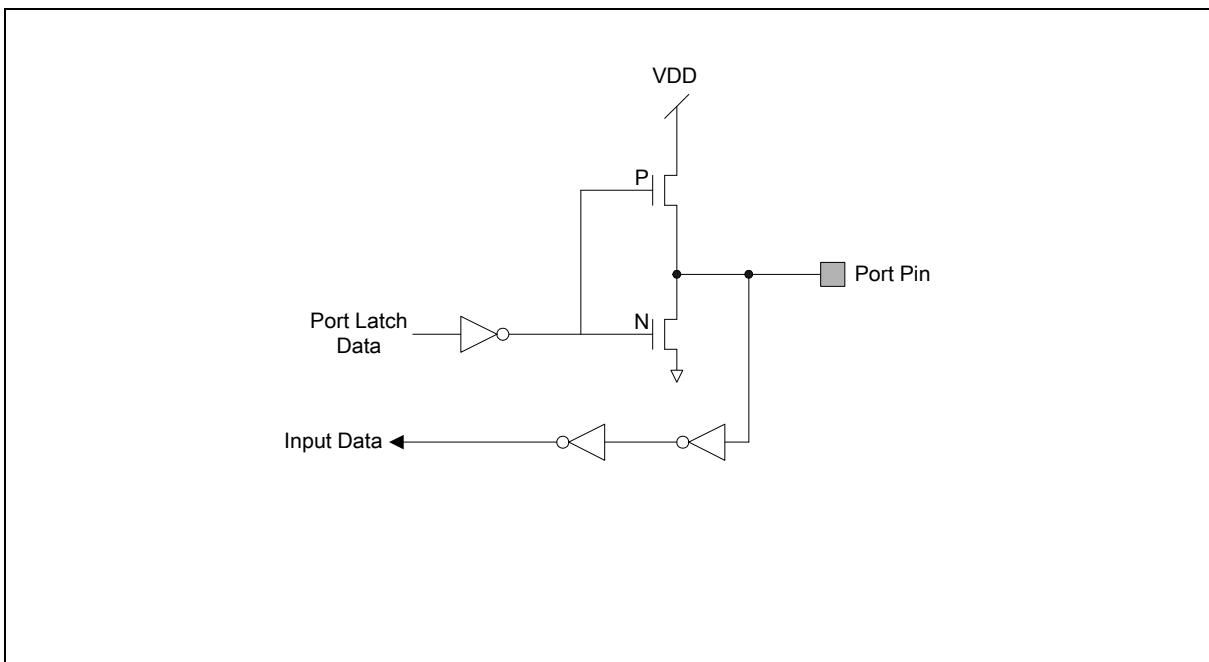 VDD
P
Port Pin
N
Port Latch
Data
Input Data